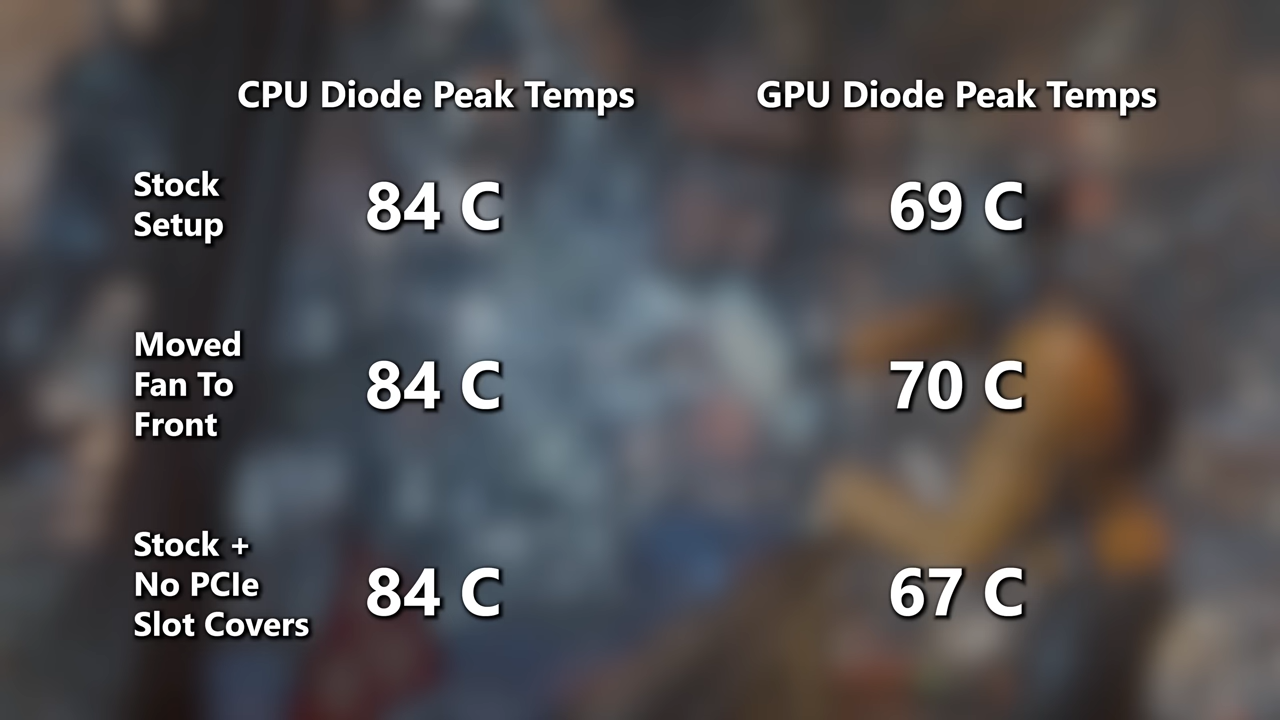 CPU Diode Peak Temps
GPU Diode Peak Temps
Stock
Setup
84 C
69 C
Moved
Fan To
Front
84 C
70 C
Stock +
No PCIe
Slot Covers
84 C
67 C